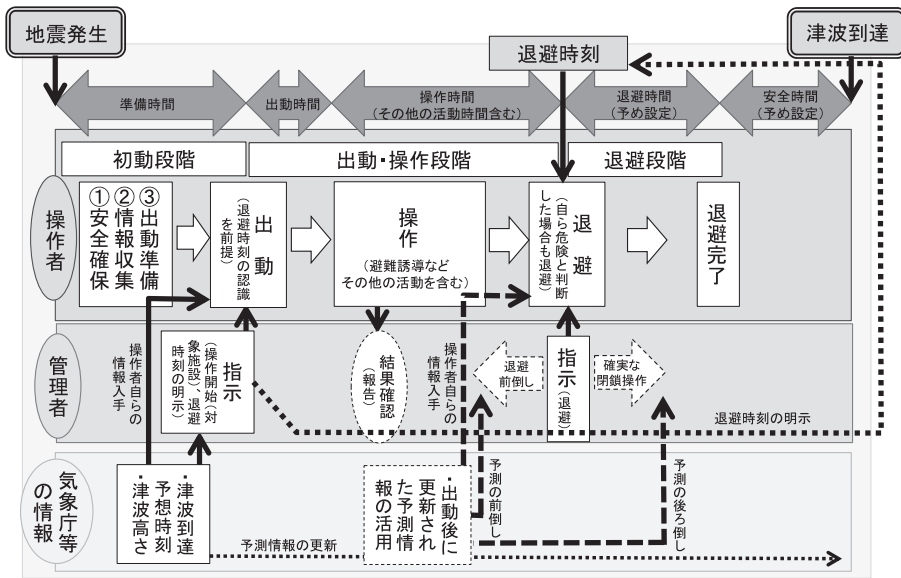 地震発生
退避時刻
津波到達
準備時間
出動時間
操作時間
(その他の活動時間含む)
退避時間
(予め設定)
安全時間
(予め設定)
初動段階
出動・操作段階
退避段階
操作者
①安全確保
②情報収集
③出動準備
出動
(退避時刻の認識
を前提)
操作
(避難誘導など
その他の活動を含む)
退避
(自ら危険と判断
した場合も退避)
退避完了
管理者
操作者自らの
情報入手
指示
(操作開始(対
象施設)、退避
時刻の明示)
結果確認
(報告)
操作者自らの
情報入手
退避
前倒し
指示(退避)
確実な
閉鎖操作
退避時刻の明示
気象庁等
の情報
・津波到達
予想時刻
・津波高さ
予測情報の更新
・出動後に
更新され
た予測情
報の活用
予測の前倒し
予測の後ろ倒し